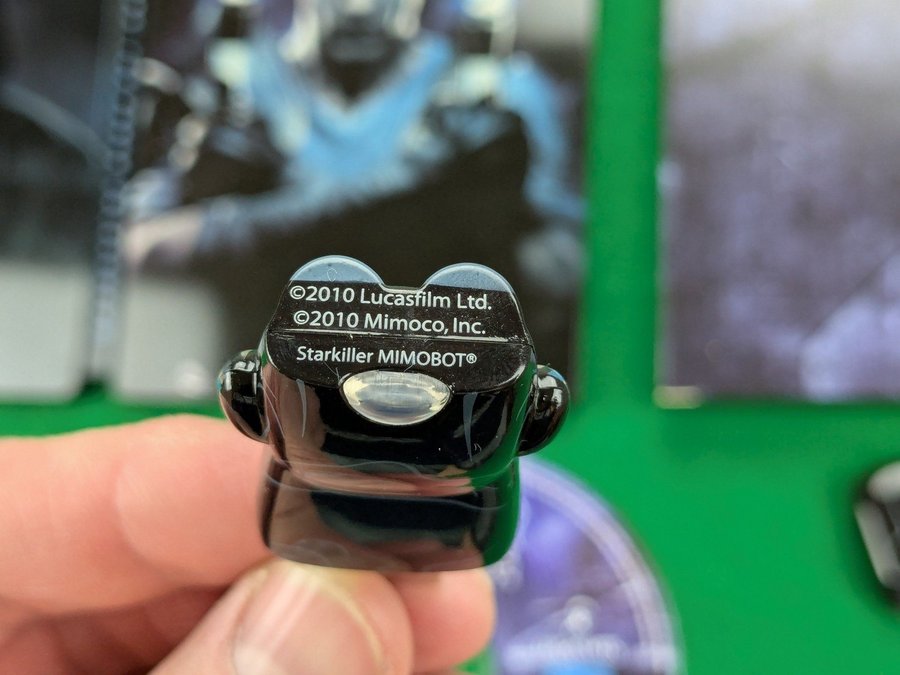 ©2010 Lucasfilm Ltd.
©2010 Mimoco, Inc.
Starkiller MIMOBOT®